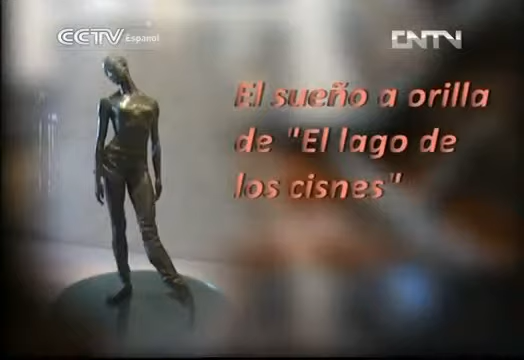 CCTV Español
CNTV
El sueño a orilla
de "El lago de
los cisnes"